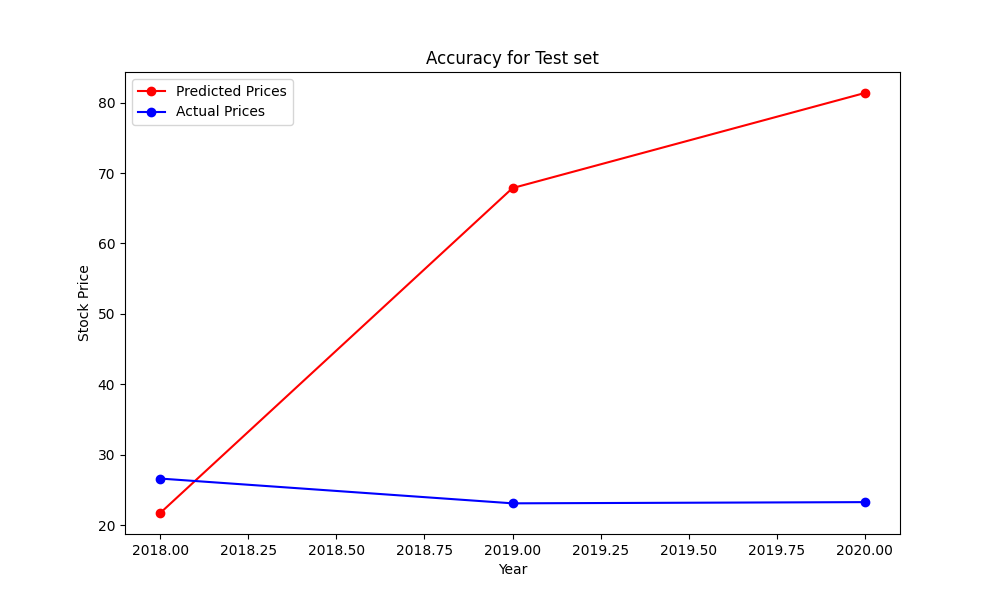 Accuracy for Test set
Predicted Prices
Actual Prices
Stock Price
80
70
60
50
40
30
20
2018.00 2018.25 2018.50 2018.75 2019.00 2019.25 2019.50 2019.75 2020.00
Year